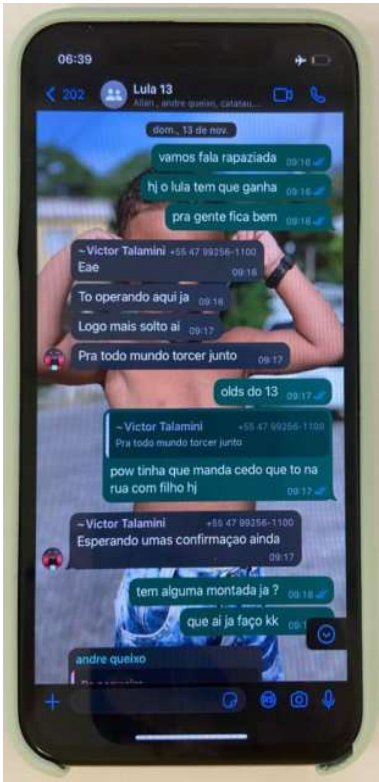 06:39
202
Lula 13
Allan , andre queixo, catatau,...
dom., 13 de nov.
vamos fala rapaziada 09:16
hj o lula tem que ganha 09:16
pra gente fica bem 09:16
~Victor Talamini +55 47 99256-1100
Eae
09:16
To operando aqui ja 09:16
Logo mais solto ai 09:17
Pra todo mundo torcer junto 09:17
olds do 13 09:17
~Victor Talamini +55 47 99256-1100
Pra todo mundo torcer junto
pow tinha que manda cedo que to na
rua com filho hj
09:17
~Victor Talamini +55 47 99256-1100
Esperando umas confirmaçao ainda
09:17
tem alguma montada ja ? 09:18
que ai ja faço kk
andre queixo